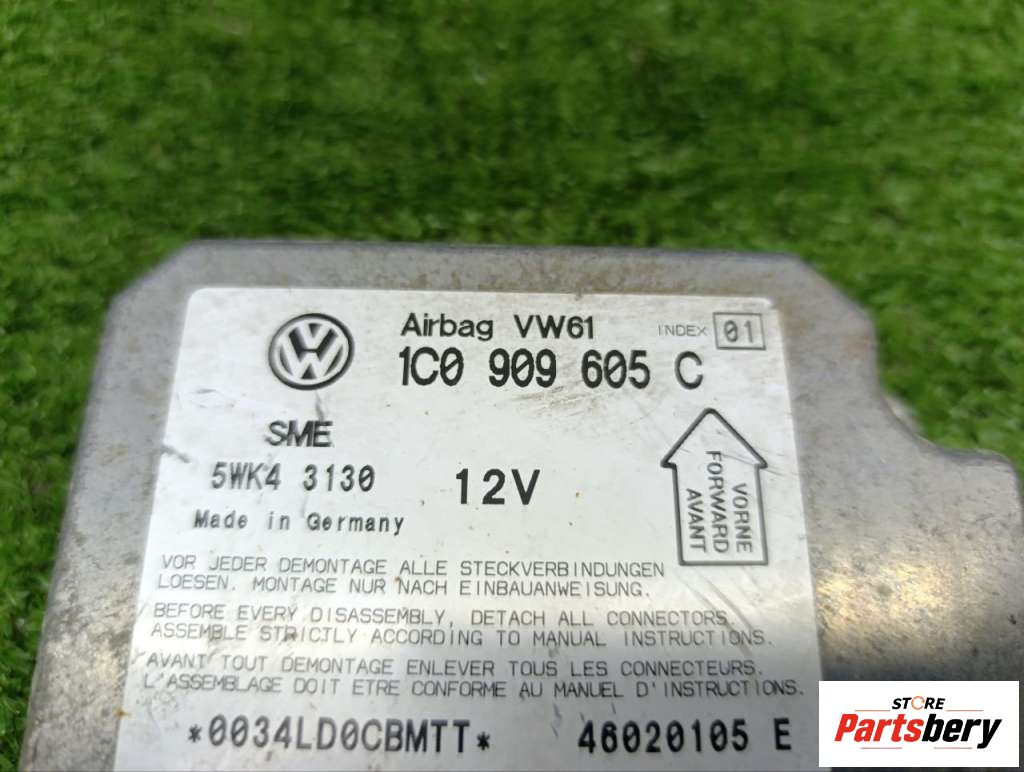 Airbag VW61 INDEX 01
1C0 909 605 C
SME
5WK4 3130 12V
Made in Germany
VORNE
FORWARD
AVANT
VOR JEDER DEMONTAGE ALLE STECKVERBINDUNGEN
LOESEN. MONTAGE NUR NACH EINBAUANWEISUNG.
BEFORE EVERY DISASSEMBLY, DETACH ALL CONNECTORS.
ASSEMBLE STRICTLY ACCORDING TO MANUAL INSTRUCTIONS.
AVANT TOUT DEMONTAGE ENLEVER TOUS LES CONNECTEURS.
L'ASSEMBLAGE DOIT ETRE CONFORME AU MANUEL D'INSTRUCTIONS.
*0034LD0CBMTT* 46020105 E
STORE
Partsbery